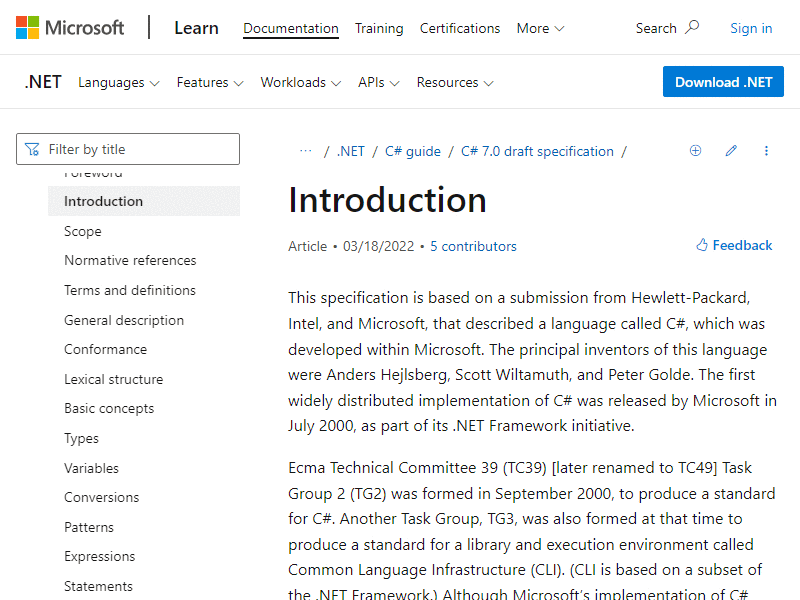 Microsoft Learn Documentation Training Certifications More Search Sign in
.NET Languages Features Workloads APIs Resources Download .NET
Filter by title
Foreword
Introduction
Scope
Normative references
Terms and definitions
General description
Conformance
Lexical structure
Basic concepts
Types
Variables
Conversions
Patterns
Expressions
Statements
... / .NET / C# guide / C# 7.0 draft specification /
Introduction
Article • 03/18/2022 • 5 contributors
Feedback
This specification is based on a submission from Hewlett-Packard,
Intel, and Microsoft, that described a language called C#, which was
developed within Microsoft. The principal inventors of this language
were Anders Hejlsberg, Scott Wiltamuth, and Peter Golde. The first
widely distributed implementation of C# was released by Microsoft in
July 2000, as part of its .NET Framework initiative.
Ecma Technical Committee 39 (TC39) [later renamed to TC49] Task
Group 2 (TG2) was formed in September 2000, to produce a standard
for C#. Another Task Group, TG3, was also formed at that time to
produce a standard for a library and execution environment called
Common Language Infrastructure (CLI). (CLI is based on a subset of
the .NET Framework.) Although Microsoft's implementation of C#